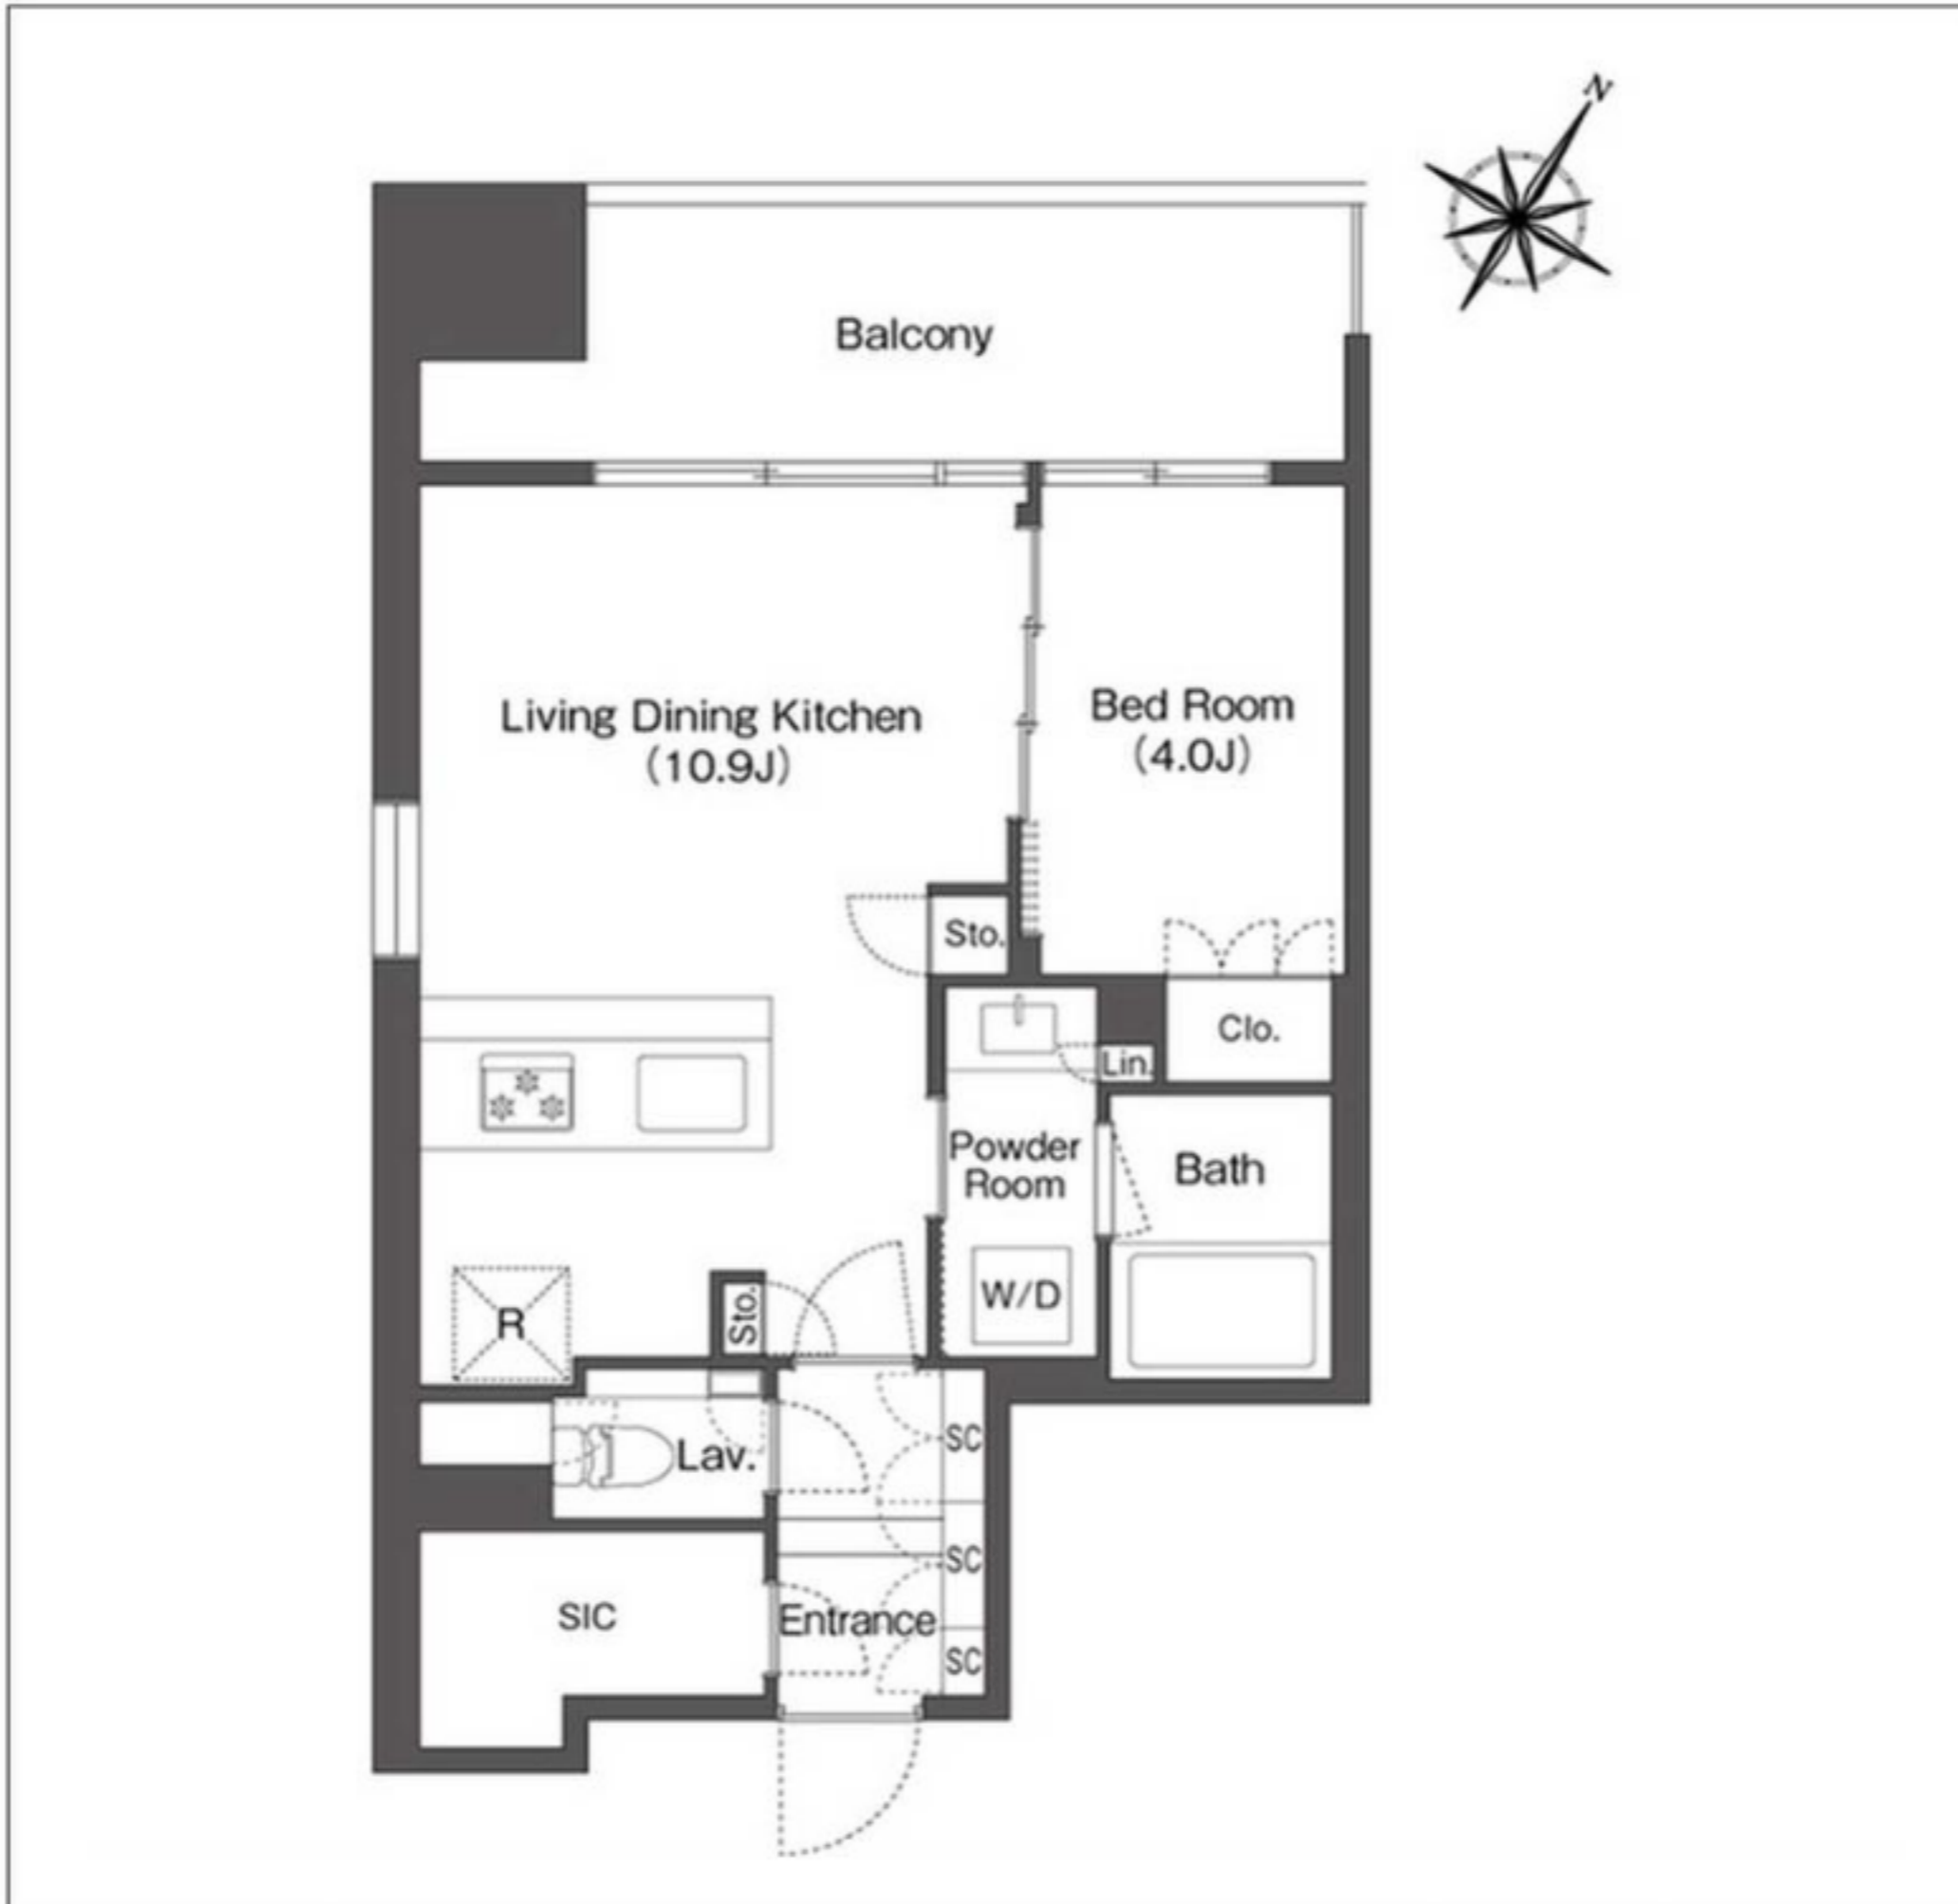 N
Balcony
Living Dining Kitchen
(10.9J)
Bed Room
(4.0J)
Sto.
Clo.
Lin.
Powder
Room
Bath
W/D
R
Sto.
Lav.
SC
SC
SIC
Entrance
SC